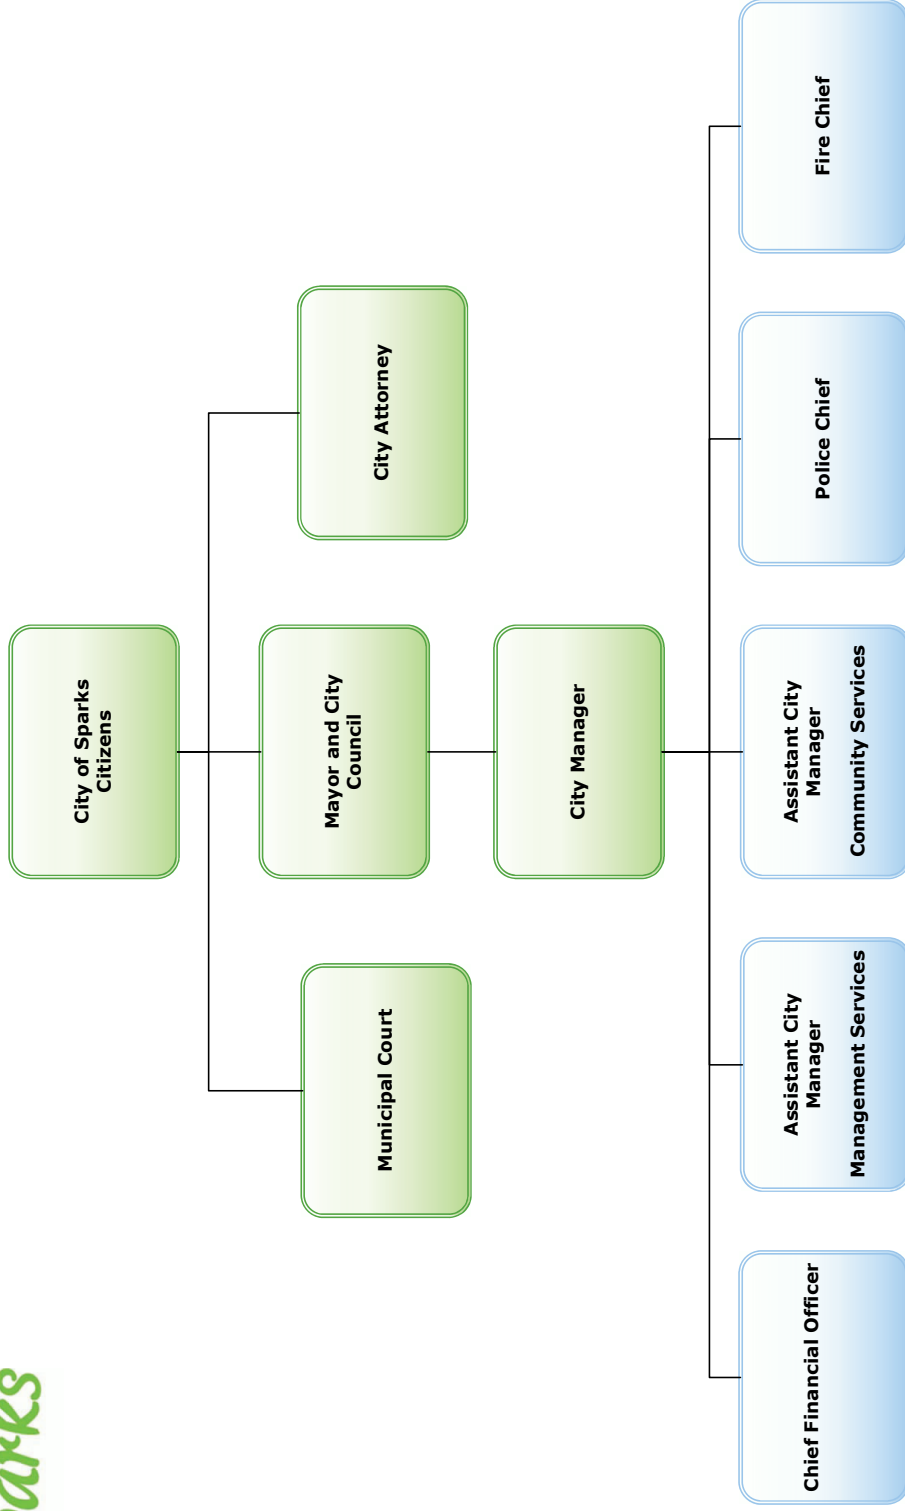 City of Sparks
Citizens
Municipal Court
Mayor and City
Council
City Attorney
City Manager
Chief Financial Officer
Assistant City
Manager
Management Services
Assistant City
Manager
Community Services
Police Chief
Fire Chief